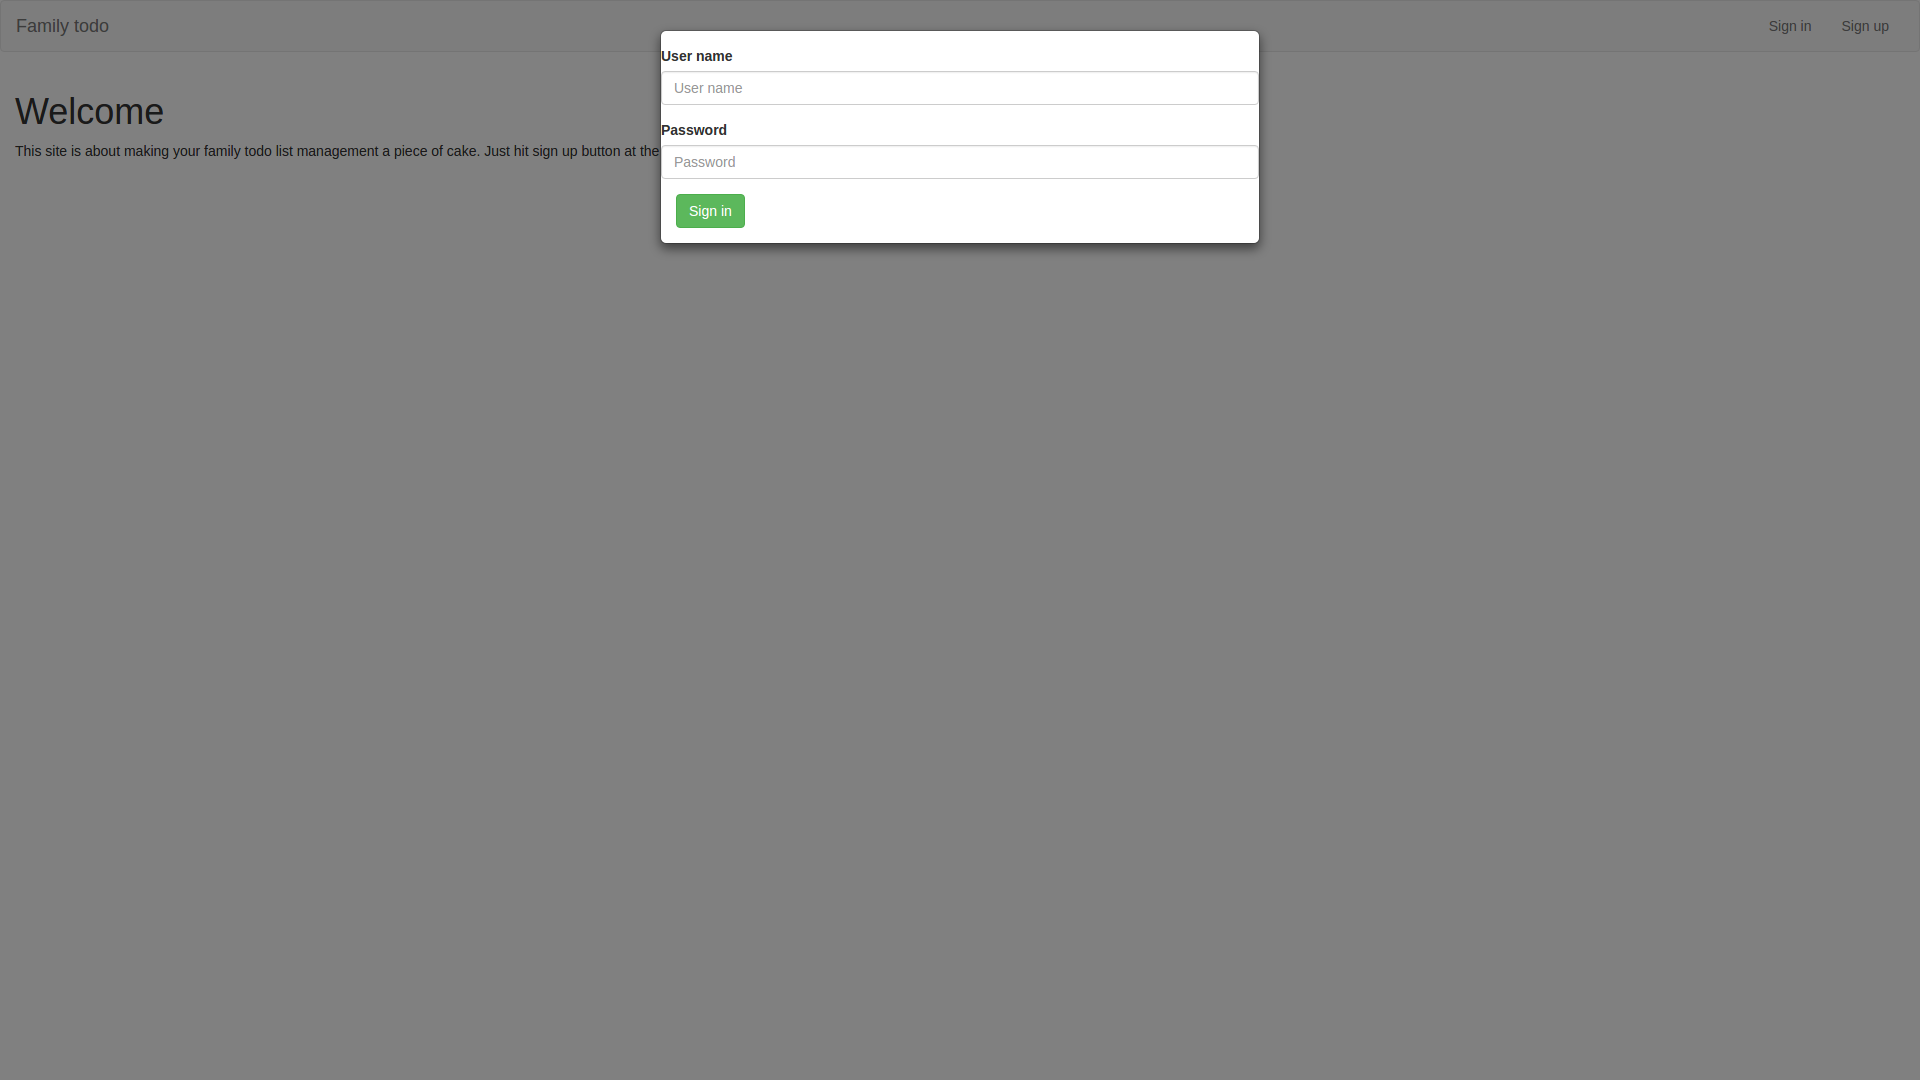 Family todo
Sign in
Sign up
User name
User name
Password
Password
Sign in
Welcome
This site is about making your family todo list management a piece of cake. Just hit sign up button at the